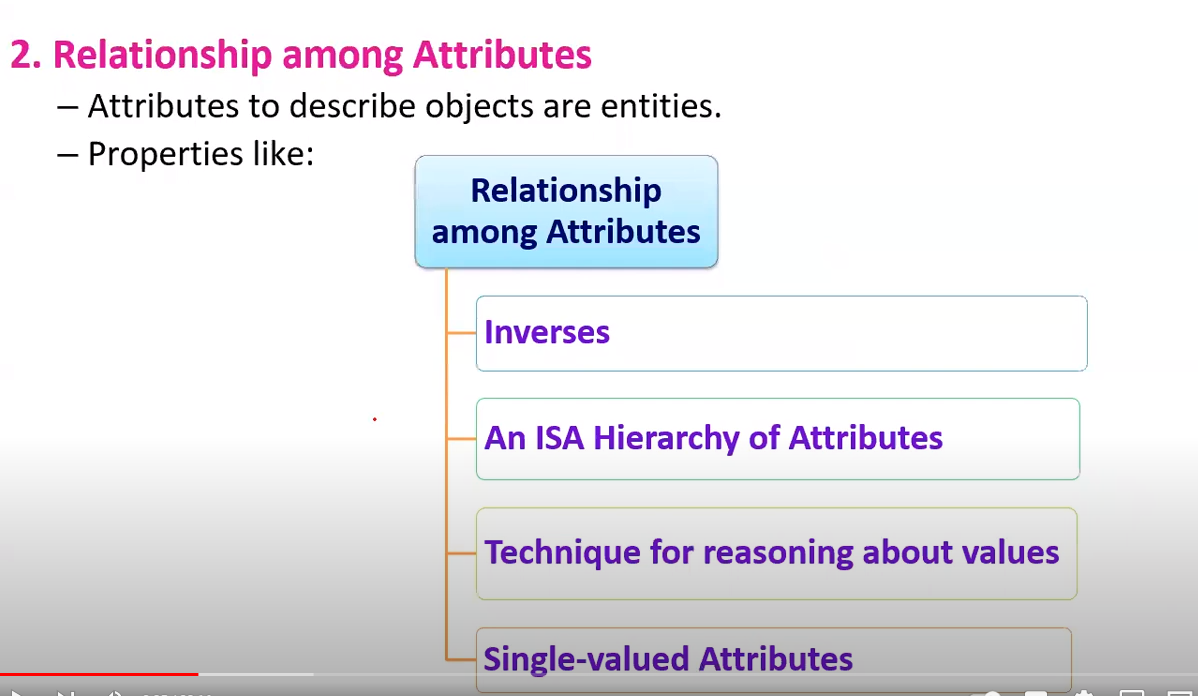 2. Relationship among Attributes
– Attributes to describe objects are entities.
– Properties like:
Relationship
among Attributes
Inverses
An ISA Hierarchy of Attributes
Technique for reasoning about values
Single-valued Attributes